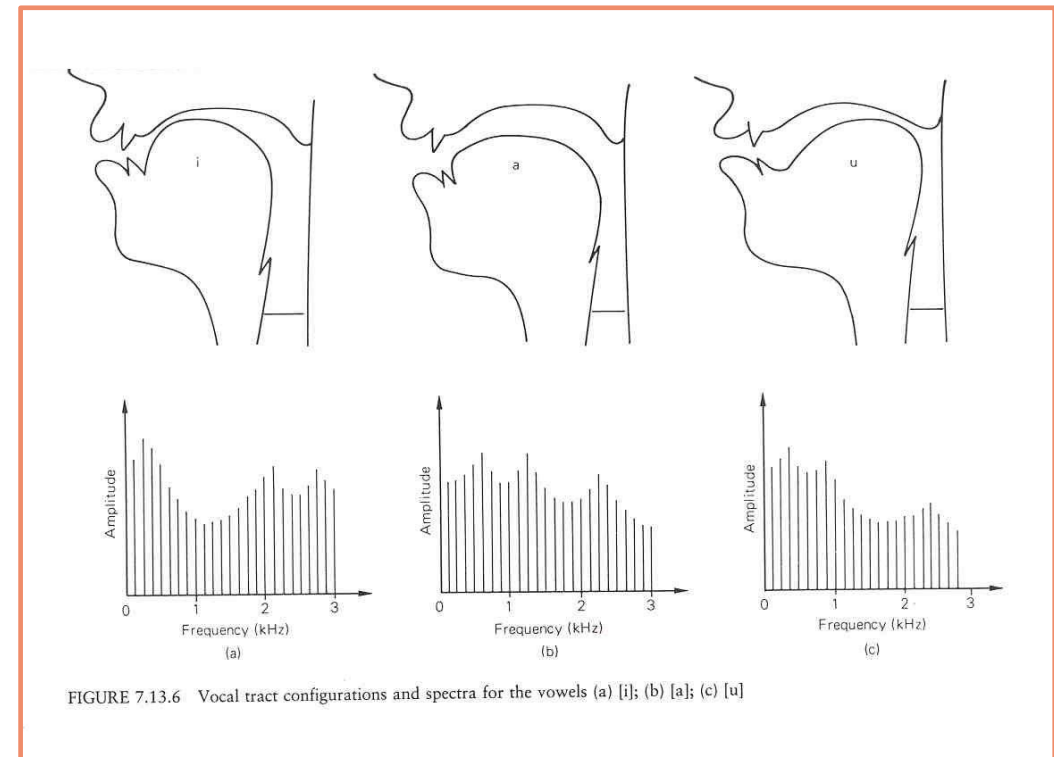 i
a
u
Amplitude
0 1 2 3
Frequency (kHz)
(a)
Amplitude
0 1 2 3
Frequency (kHz)
(b)
Amplitude
0 1 2 3
Frequency (kHz)
(c)
FIGURE 7.13.6 Vocal tract configurations and spectra for the vowels (a) [i]; (b) [a]; (c) [u]